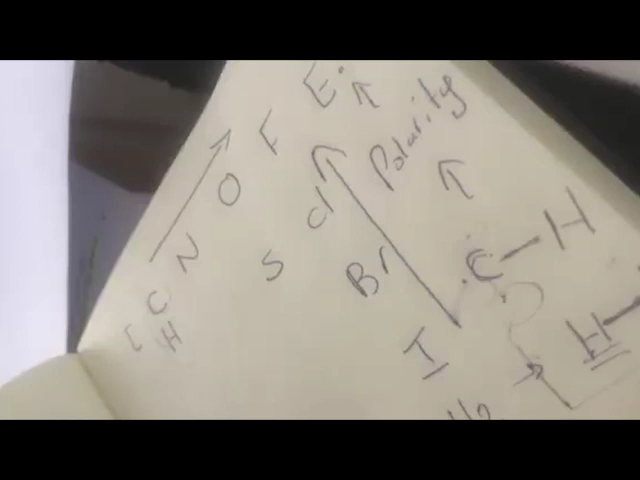 E. ↑ Polarity ↑
C N O F
H S Cl
Br
I
C - H
H